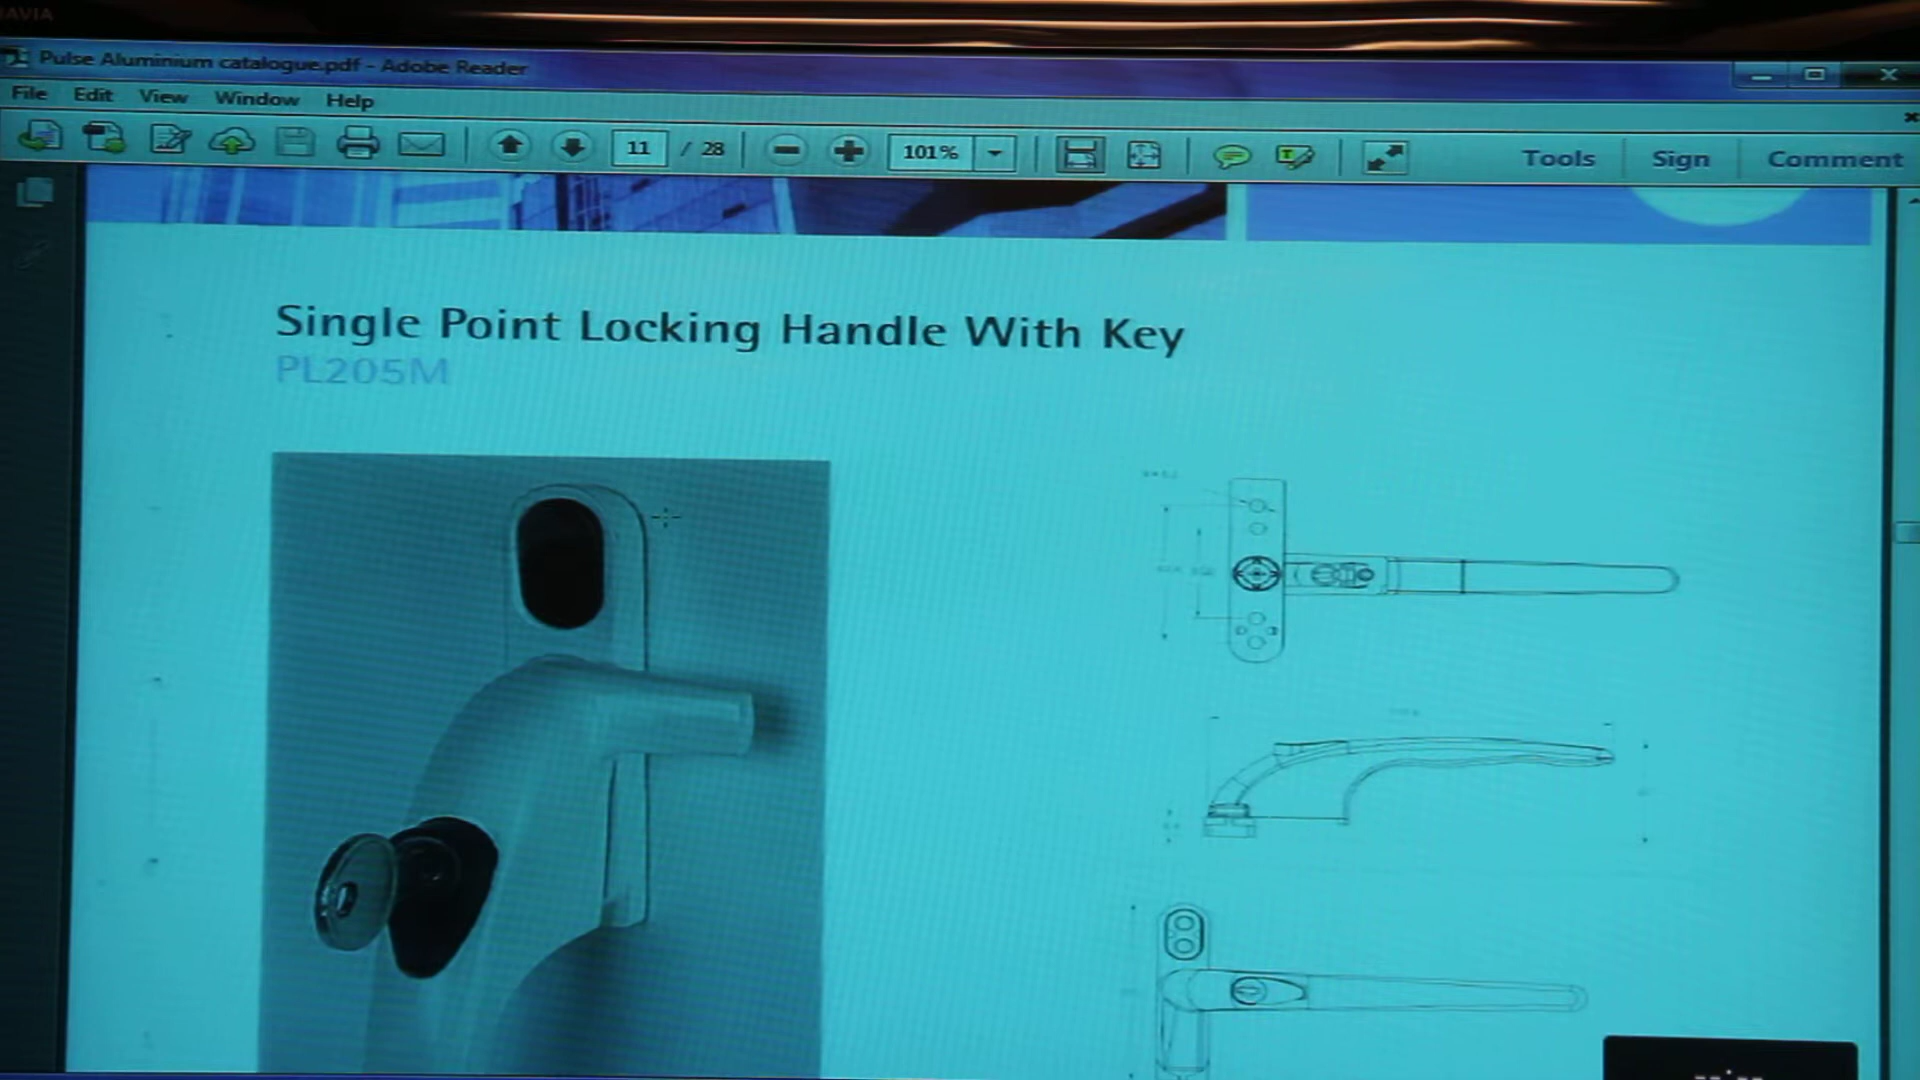 AVIA
Pulse Aluminium catalogue.pdf - Adobe Reader
File Edit View Window Help
11 / 28 101% Tools Sign Comment
Single Point Locking Handle With Key
PL205M